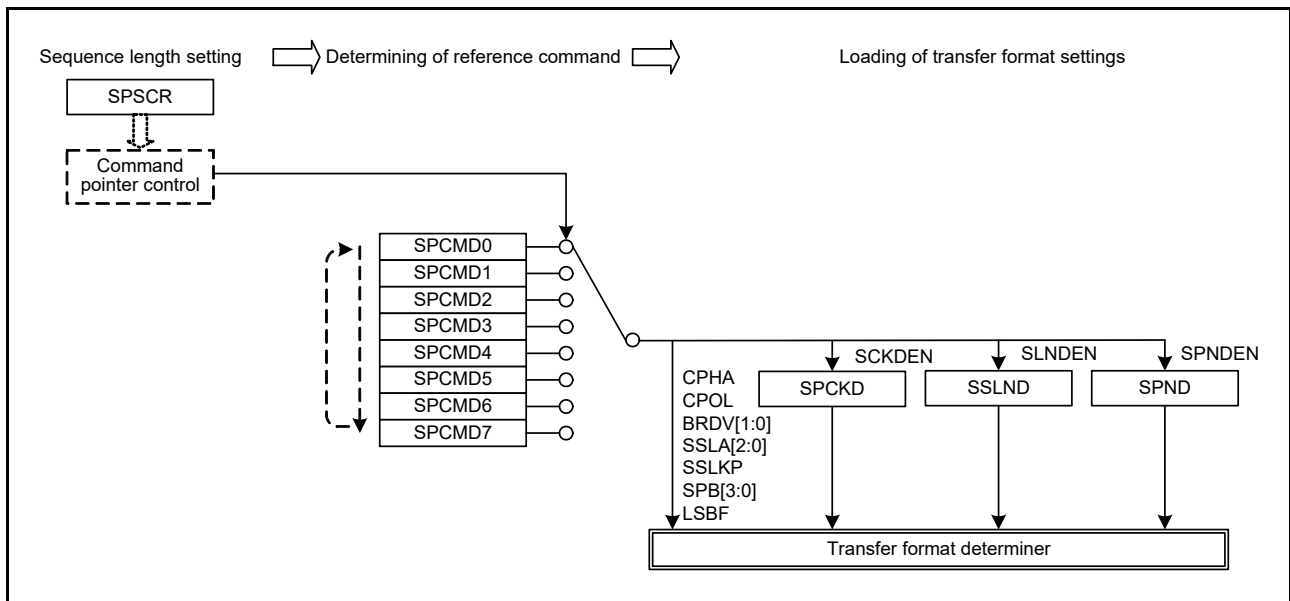 Sequence length setting
Determining of reference command
Loading of transfer format settings
SPSCR
Command
pointer control
SPCMD0
SPCMD1
SPCMD2
SPCMD3
SPCMD4
SPCMD5
SPCMD6
SPCMD7
SCKDEN
SLNDEN
SPNDEN
CPHA
CPOL
BRDV[1:0]
SSLA[2:0]
SSLKP
SPB[3:0]
LSBF
SPCKD
SSLND
SPND
Transfer format determiner